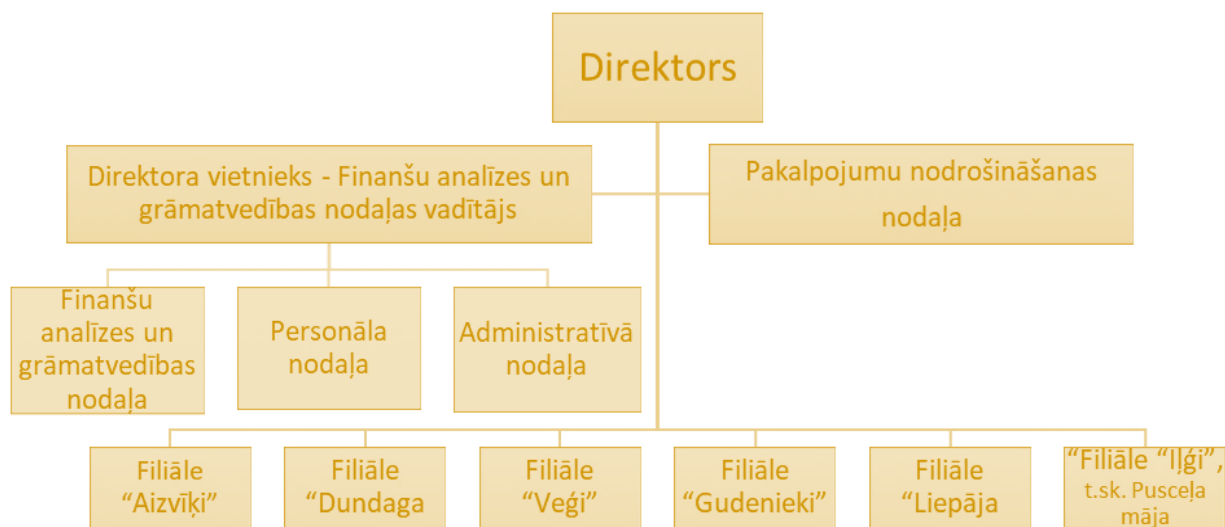 Direktors
Direktora vietnieks - Finanšu analīzes un
grāmatvedības nodaļas vadītājs
Pakalpojumu nodrošināšanas
nodaļa
Finanšu
analīzes un
grāmatvedības
nodaļa
Personāla
nodaļa
Administratīvā
nodaļa
Filiāle
“Aizvīķi”
Filiāle
“Dundaga
Filiāle
“Veģi”
Filiāle
“Gudenieki”
Filiāle
“Liepāja
“Filiāle “Iļģi”,
t.sk. Pusceļa
māja